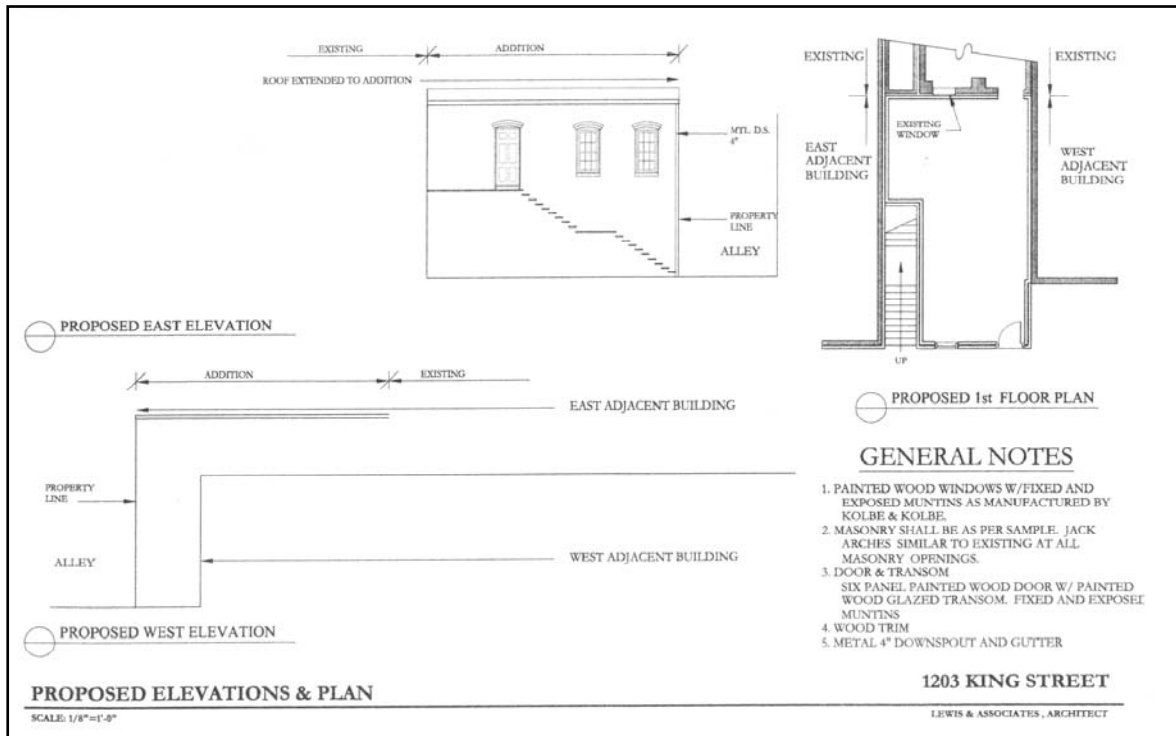 EXISTING
ADDITION
ROOF EXTENDED TO ADDITION
MTL. D.S.
4"
PROPERTY
LINE
ALLEY
PROPOSED EAST ELEVATION
EXISTING
EXISTING
EXISTING
WINDOW
EAST
ADJACENT
BUILDING
WEST
ADJACENT
BUILDING
UP
PROPOSED 1st FLOOR PLAN
ADDITION
EXISTING
EAST ADJACENT BUILDING
PROPERTY
LINE
ALLEY
WEST ADJACENT BUILDING
PROPOSED WEST ELEVATION
GENERAL NOTES
1. PAINTED WOOD WINDOWS W/FIXED AND
EXPOSED MUNTINS AS MANUFACTURED BY
KOLBE & KOLBE.
2. MASONRY SHALL BE AS PER SAMPLE. JACK
ARCHES SIMILAR TO EXISTING AT ALL
MASONRY OPENINGS.
3. DOOR & TRANSOM
SIX PANEL PAINTED WOOD DOOR W/ PAINTED
WOOD GLAZED TRANSOM. FIXED AND EXPOSED
MUNTINS
4. WOOD TRIM
5. METAL 4" DOWNSPOUT AND GUTTER
PROPOSED ELEVATIONS & PLAN
1203 KING STREET
SCALE: 1/8"=1'-0"
LEWIS & ASSOCIATES , ARCHITECT